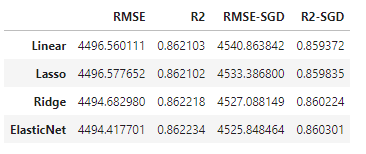 RMSE R2 RMSE-SGD R2-SGD
Linear 4496.560111 0.862103 4540.863842 0.859372
Lasso 4496.577652 0.862102 4533.386800 0.859835
Ridge 4494.682980 0.862218 4527.088149 0.860224
ElasticNet 4494.417701 0.862234 4525.848464 0.860301